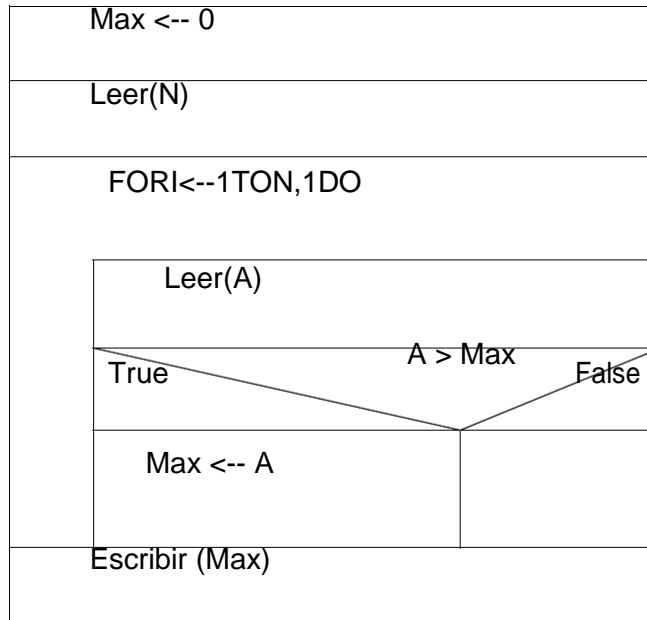 Max <-- 0
Leer(N)
FORI<--1TON,1DO
Leer(A)
A > Max
True
False
Max <-- A
Escribir (Max)